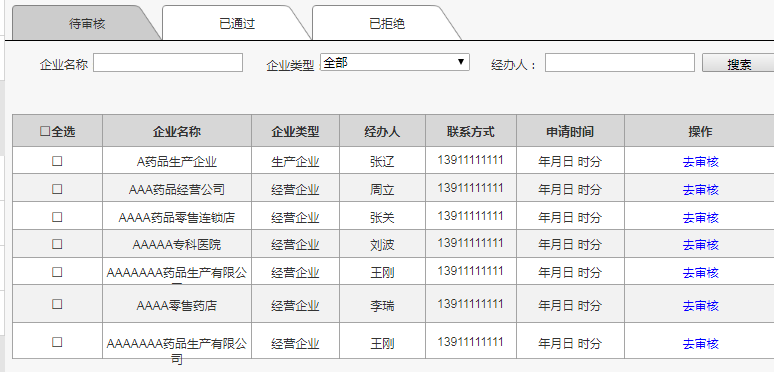 待审核 已通过 已拒绝
企业名称 企业类型 全部 经办人： 搜索
全选 企业名称 企业类型 经办人 联系方式 申请时间 操作
A药品生产企业 生产企业 张辽 13911111111 年月日 时分 去审核
AAA药品经营公司 经营企业 周立 13911111111 年月日 时分 去审核
AAAA药品零售连锁店 经营企业 张关 13911111111 年月日 时分 去审核
AAAAA专科医院 经营企业 刘波 13911111111 年月日 时分 去审核
AAAAAAA药品生产有限公 经营企业 王刚 13911111111 年月日 时分 去审核
AAAA零售药店 经营企业 李瑞 13911111111 年月日 时分 去审核
AAAAAAA药品生产有限公 经营企业 王刚 13911111111 年月日 时分 去审核
司